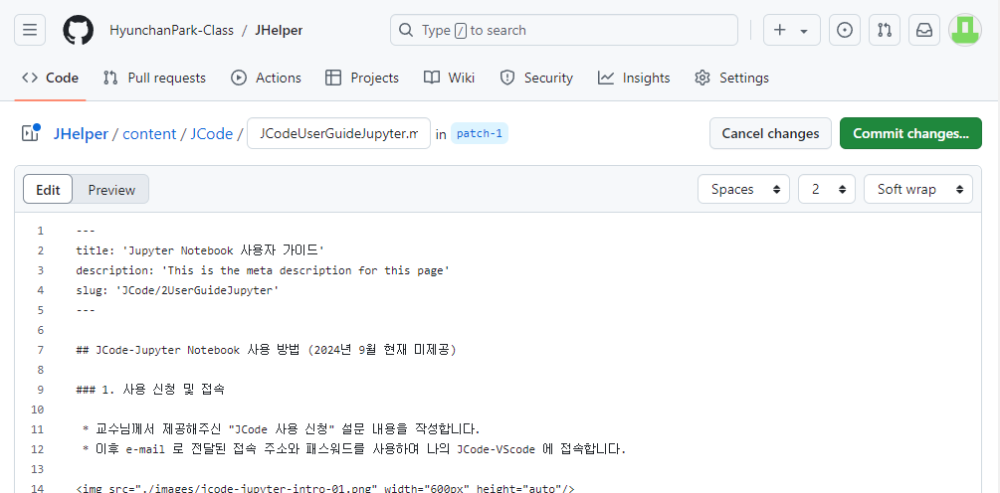 HyunchanPark-Class / JHelper
Type / to search
Code Pull requests Actions Projects Wiki Security Insights Settings
JHelper / content / JCode / JCodeUserGuideJupyter.m in patch-1
Cancel changes Commit changes...
Edit Preview Spaces 2 Soft wrap
1 ---
2 title: 'Jupyter Notebook 사용자 가이드'
3 description: 'This is the meta description for this page'
4 slug: 'JCode/2UserGuideJupyter'
5 ---
6
7 ## JCode-Jupyter Notebook 사용 방법 (2024년 9월 현재 미제공)
8
9 ### 1. 사용 신청 및 접속
10
11 * 교수님께서 제공해주신 "JCode 사용 신청" 설문 내용을 작성합니다.
12 * 이후 e-mail 로 전달된 접속 주소와 패스워드를 사용하여 나의 JCode-VScode 에 접속합니다.
13
14 <img src="./images/jcode-jupyter-intro-01.png" width="600px" height="auto"/>